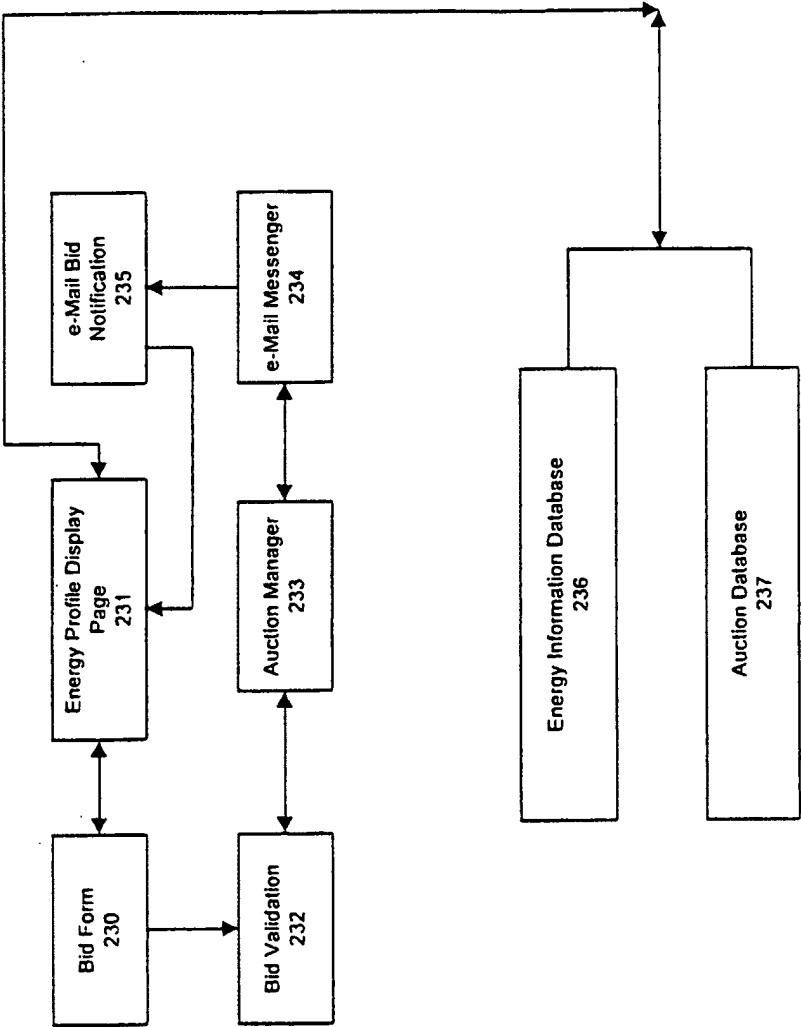 Bid Form
230
Energy Profile Display
Page
231
e-Mail Bid
Notification
235
Bid Validation
232
Auction Manager
233
e-Mail Messenger
234
Energy Information Database
236
Auction Database
237